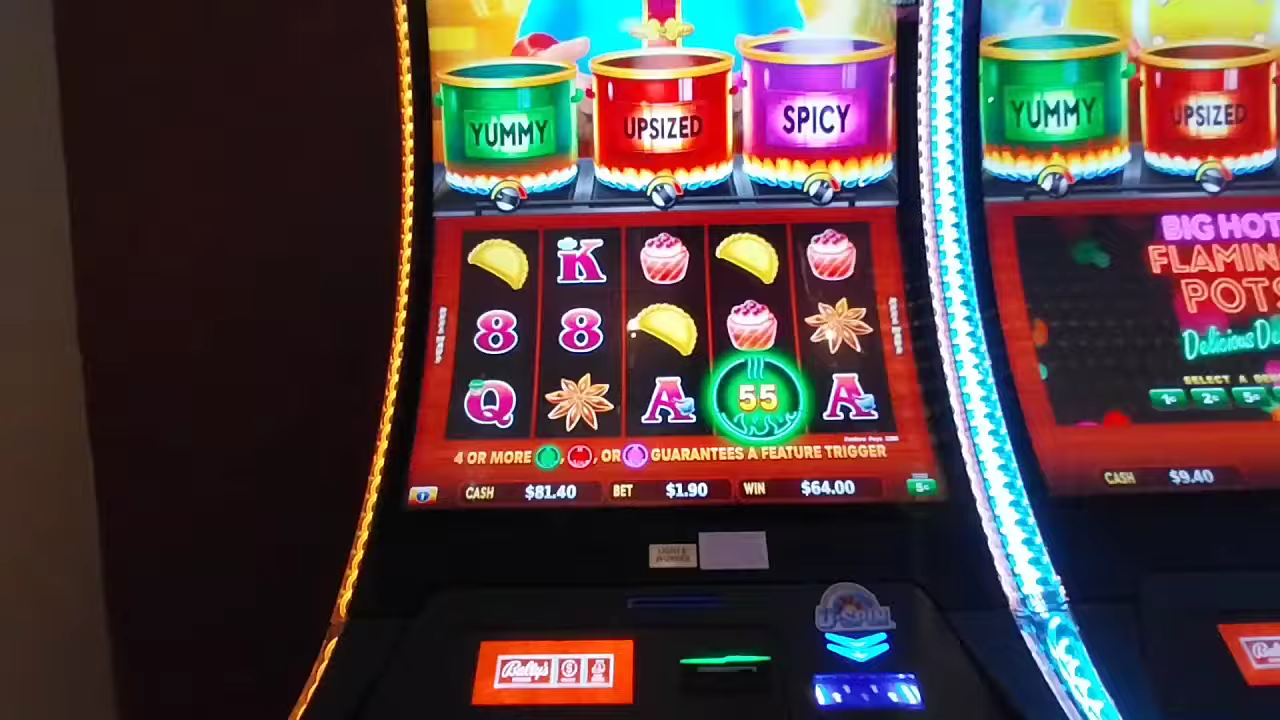 YUMMY UPSIZED SPICY
YUMMY UPSIZED
K
8 8
55
Q A A
4 OR MORE , , OR GUARANTEES A FEATURE TRIGGER
CASH $81.40 BET $1.90 WIN $64.00 5¢
BIG HOT
FLAMIN
POTS
Delicious De
SELECT A
1¢ 2¢ 5¢
CASH $9.40
U-SPIN
Bally's